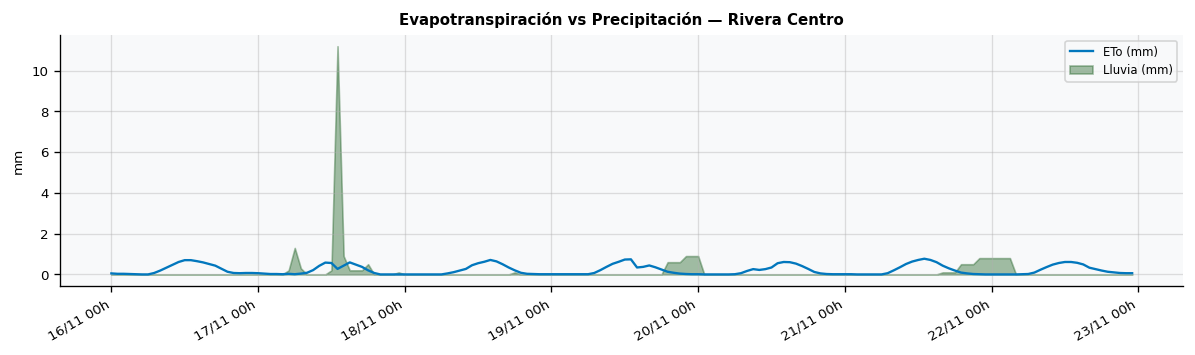 Evapotranspiración vs Precipitación — Rivera Centro
ETo (mm)
Lluvia (mm)
mm
10
8
6
4
2
0
16/11 00h
17/11 00h
18/11 00h
19/11 00h
20/11 00h
21/11 00h
22/11 00h
23/11 00h